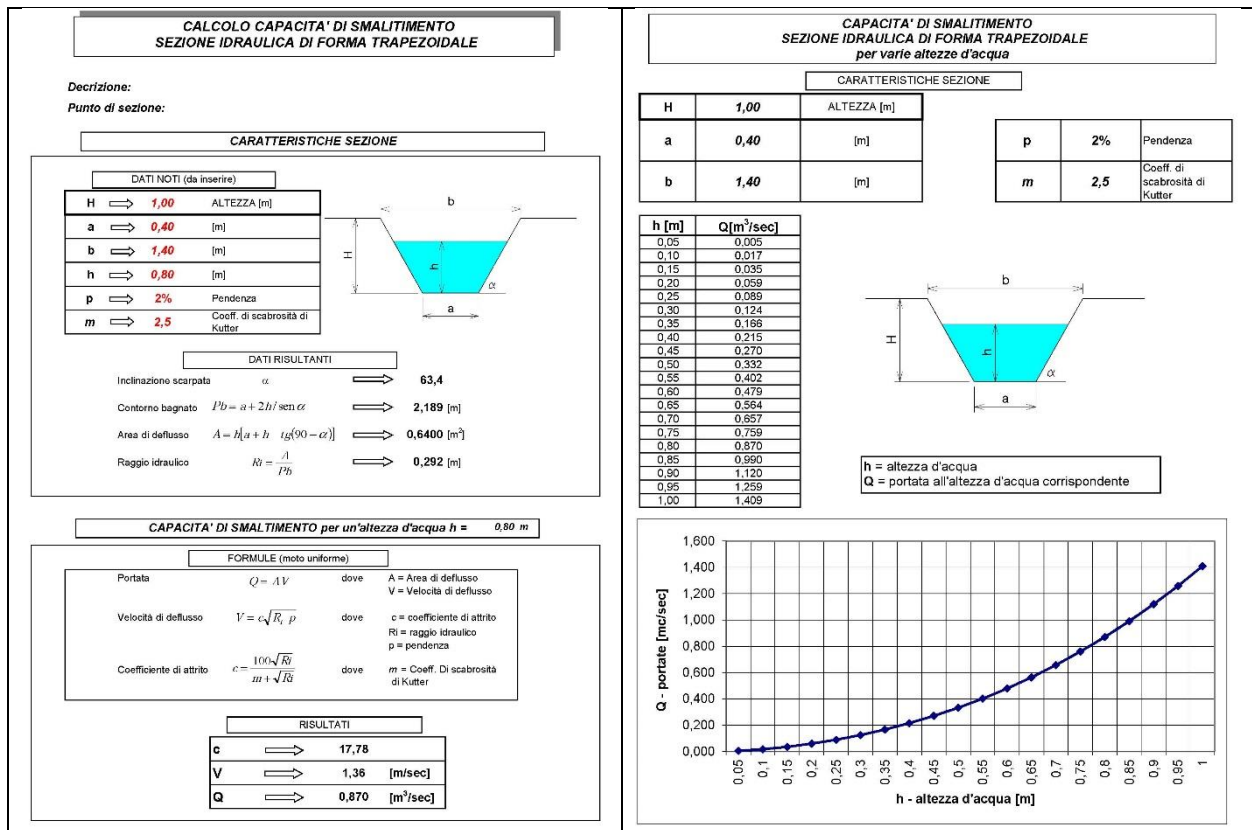 CALCOLO CAPACITA' DI SMALITIMENTO
SEZIONE IDRAULICA DI FORMA TRAPEZOIDALE
Decrizione:
Punto di sezione:
CARATTERISTICHE SEZIONE
DATI NOTI (da inserire)
H ⇒ 1,00 ALTEZZA [m]
a ⇒ 0,40 [m]
b ⇒ 1,40 [m]
h ⇒ 0,80 [m]
p ⇒ 2% Pendenza
m ⇒ 2,5 Coeff. di scabrosità di
Kutter
b
H
h
α
a
DATI RISULTANTI
Inclinazione scarpata α ⇒ 63,4
Contorno bagnato Pb = a + 2h / sen α ⇒ 2,189 [m]
Area di deflusso A = h[a + h tg(90 − α)] ⇒ 0,6400 [m²]
Raggio idraulico Ri = A / Pb ⇒ 0,292 [m]
CAPACITA' DI SMALTIMENTO per un'altezza d'acqua h = 0,80 m
FORMULE (moto uniforme)
Portata Q = AV dove A = Area di deflusso
V = Velocità di deflusso
Velocità di deflusso V = c√(Ri p) dove c = coefficiente di attrito
Ri = raggio idraulico
p = pendenza
Coefficiente di attrito c = 100√Ri / (m + √Ri) dove m = Coeff. Di scabrosità
di Kutter
RISULTATI
c ⇒ 17,78
V ⇒ 1,36 [m/sec]
Q ⇒ 0,870 [m³/sec]
CAPACITA' DI SMALITIMENTO
SEZIONE IDRAULICA DI FORMA TRAPEZOIDALE
per varie altezze d'acqua
CARATTERISTICHE SEZIONE
H 1,00 ALTEZZA [m]
a 0,40 [m]
b 1,40 [m]
p 2% Pendenza
m 2,5 Coeff. di
scabrosità di
Kutter
h [m] Q[m³/sec]
0,05 0,005
0,10 0,017
0,15 0,035
0,20 0,059
0,25 0,089
0,30 0,124
0,35 0,166
0,40 0,215
0,45 0,270
0,50 0,332
0,55 0,402
0,60 0,479
0,65 0,564
0,70 0,657
0,75 0,759
0,80 0,870
0,85 0,990
0,90 1,120
0,95 1,259
1,00 1,409
b
H
h
α
a
h = altezza d'acqua
Q = portata all'altezza d'acqua corrispondente
Q - portate [mc/sec]
1,600
1,400
1,200
1,000
0,800
0,600
0,400
0,200
0,000
0,05 0,1 0,15 0,2 0,25 0,3 0,35 0,4 0,45 0,5 0,55 0,6 0,65 0,7 0,75 0,8 0,85 0,9 0,95 1
h - altezza d'acqua [m]